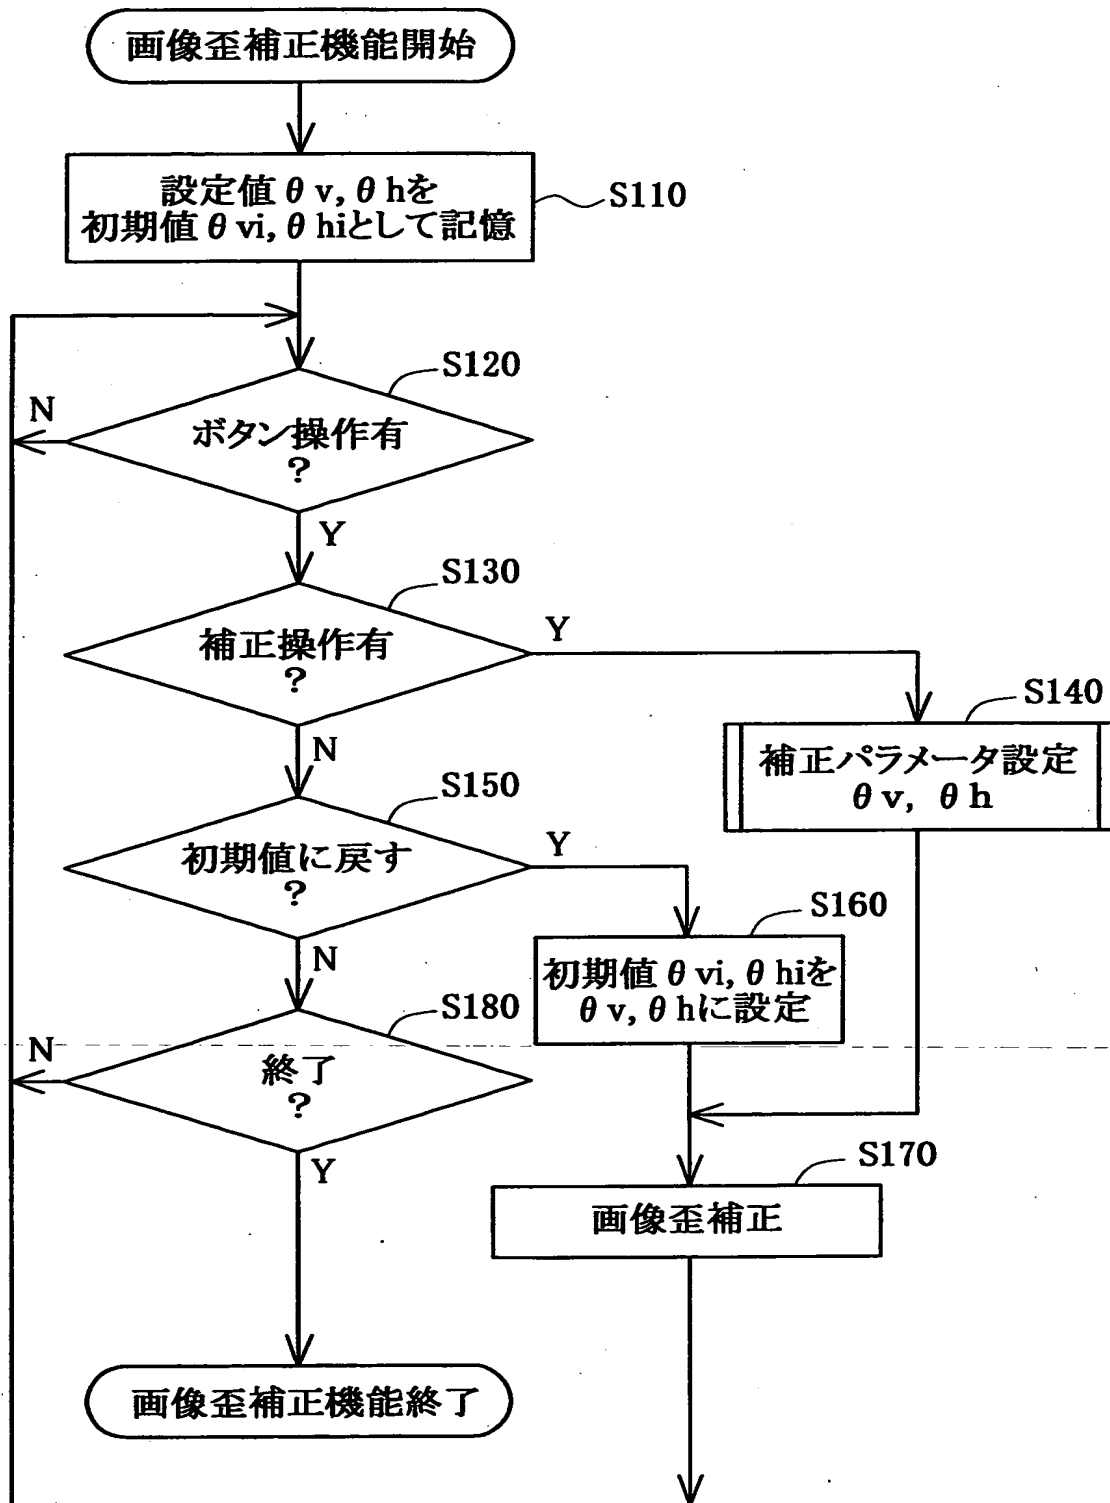 画像歪補正機能開始
設定値θv, θhを
初期値θvi, θhiとして記憶
S110
S120
N
ボタン操作有
?
Y
S130
補正操作有
?
Y
N
S140
補正パラメータ設定
θv, θh
S150
初期値に戻す
?
Y
N
S160
初期値θvi, θhiを
θv, θhに設定
S180
N
終了
?
Y
S170
画像歪補正
画像歪補正機能終了